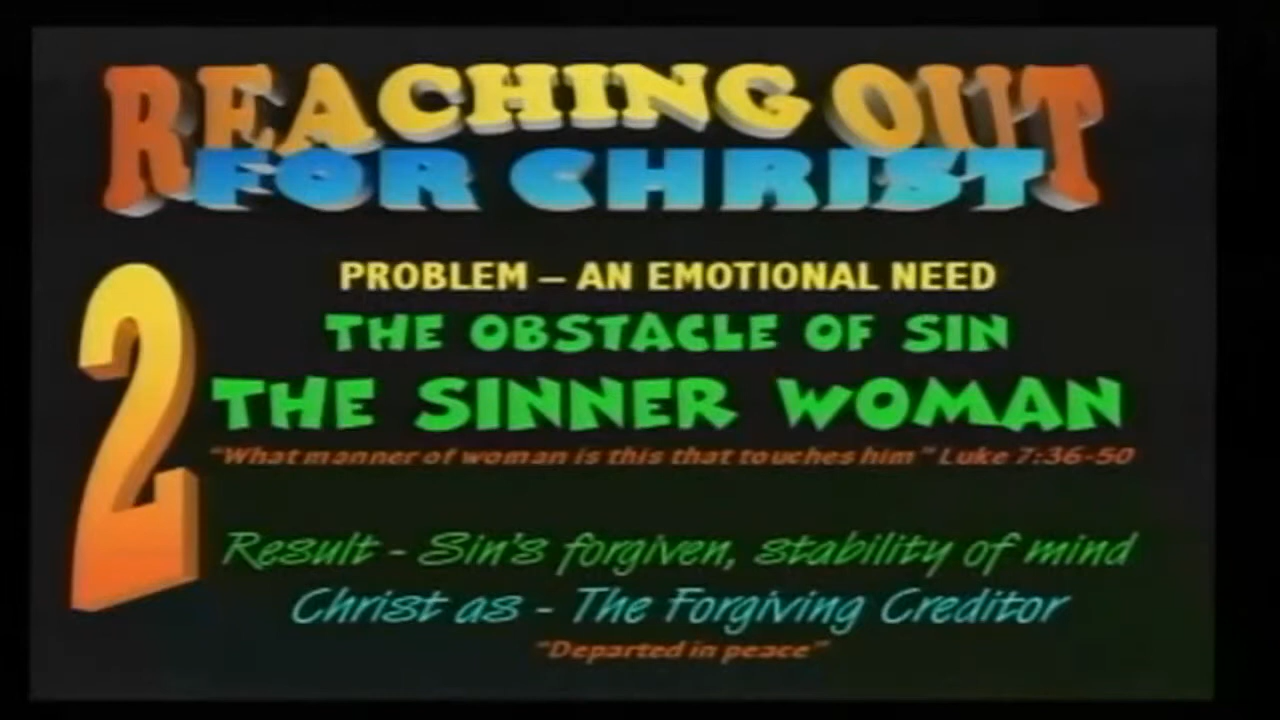 REACHING OUT
FOR CHRIST
2
PROBLEM – AN EMOTIONAL NEED
THE OBSTACLE OF SIN
THE SINNER WOMAN
"What manner of woman is this that touches him" Luke 7:36-50
Result - Sin's forgiven, stability of mind
Christ as - The Forgiving Creditor
"Departed in peace"